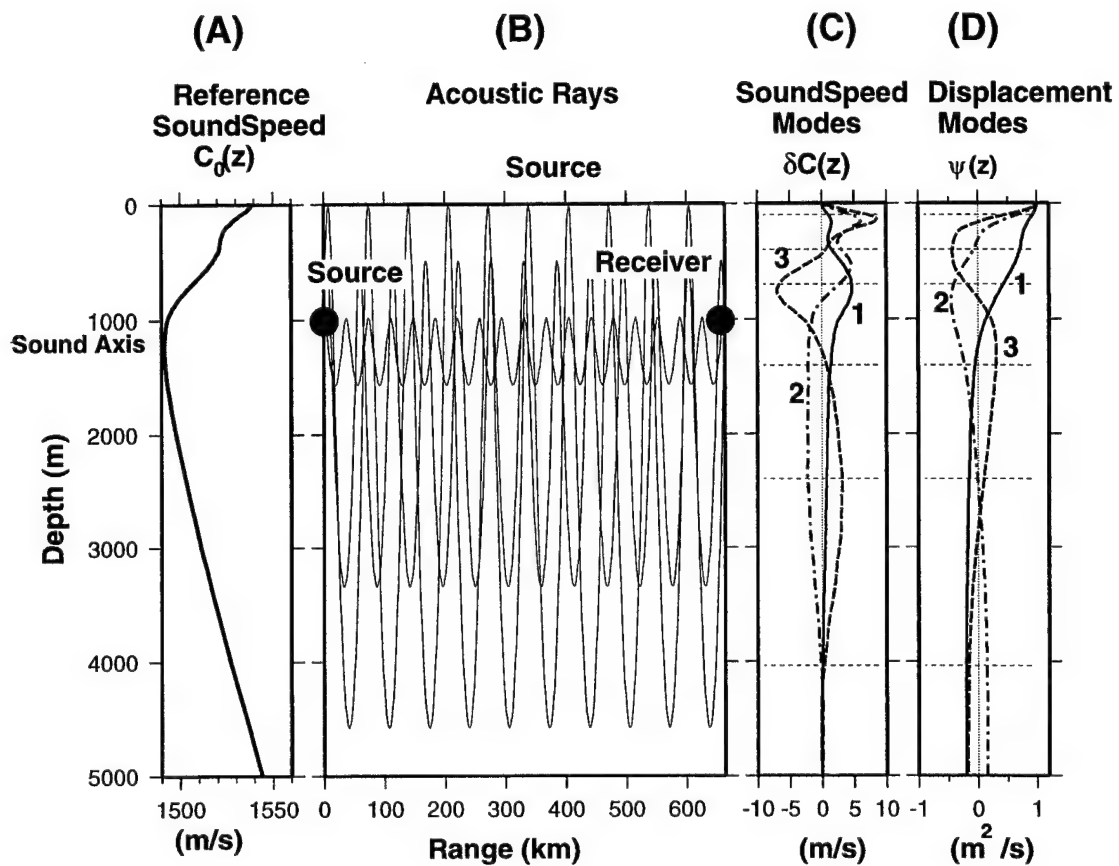 (A)
(B)
(C)
(D)
Reference
SoundSpeed
C₀(z)
Acoustic Rays
Source
SoundSpeed
Modes
δC(z)
Displacement
Modes
ψ(z)
0
1000
Sound Axis
2000
3000
4000
5000
Depth (m)
1500
1550
(m/s)
Source
Receiver
0
100
200
300
400
500
600
Range (km)
3
1
2
-10
-5
0
5
10
(m/s)
1
2
3
-1
0
1
(m²/s)